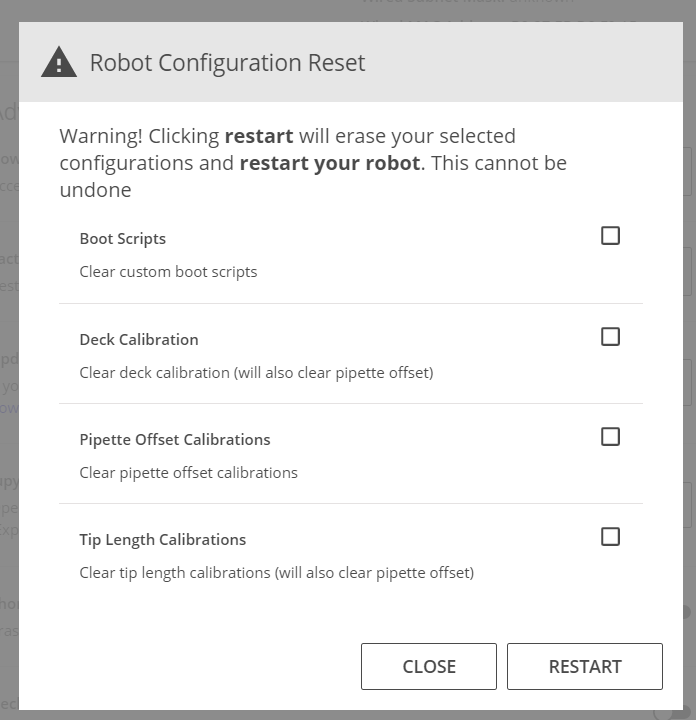 Robot Configuration Reset
Warning! Clicking restart will erase your selected
configurations and restart your robot. This cannot be
undone
Boot Scripts
Clear custom boot scripts
Deck Calibration
Clear deck calibration (will also clear pipette offset)
Pipette Offset Calibrations
Clear pipette offset calibrations
Tip Length Calibrations
Clear tip length calibrations (will also clear pipette offset)
CLOSE
RESTART